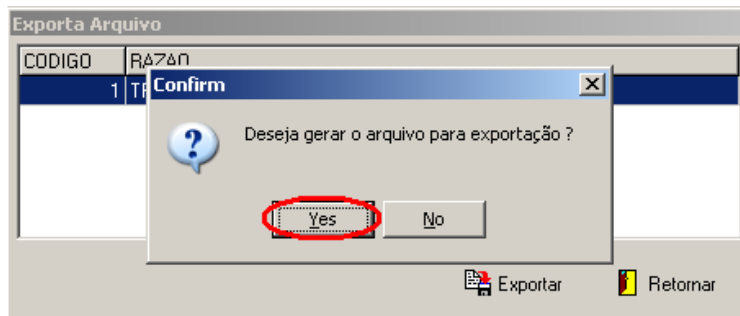 Exporta Arquivo
CODIGO RAZAO
1
Confirm
Deseja gerar o arquivo para exportação ?
Yes No
Exportar Retornar